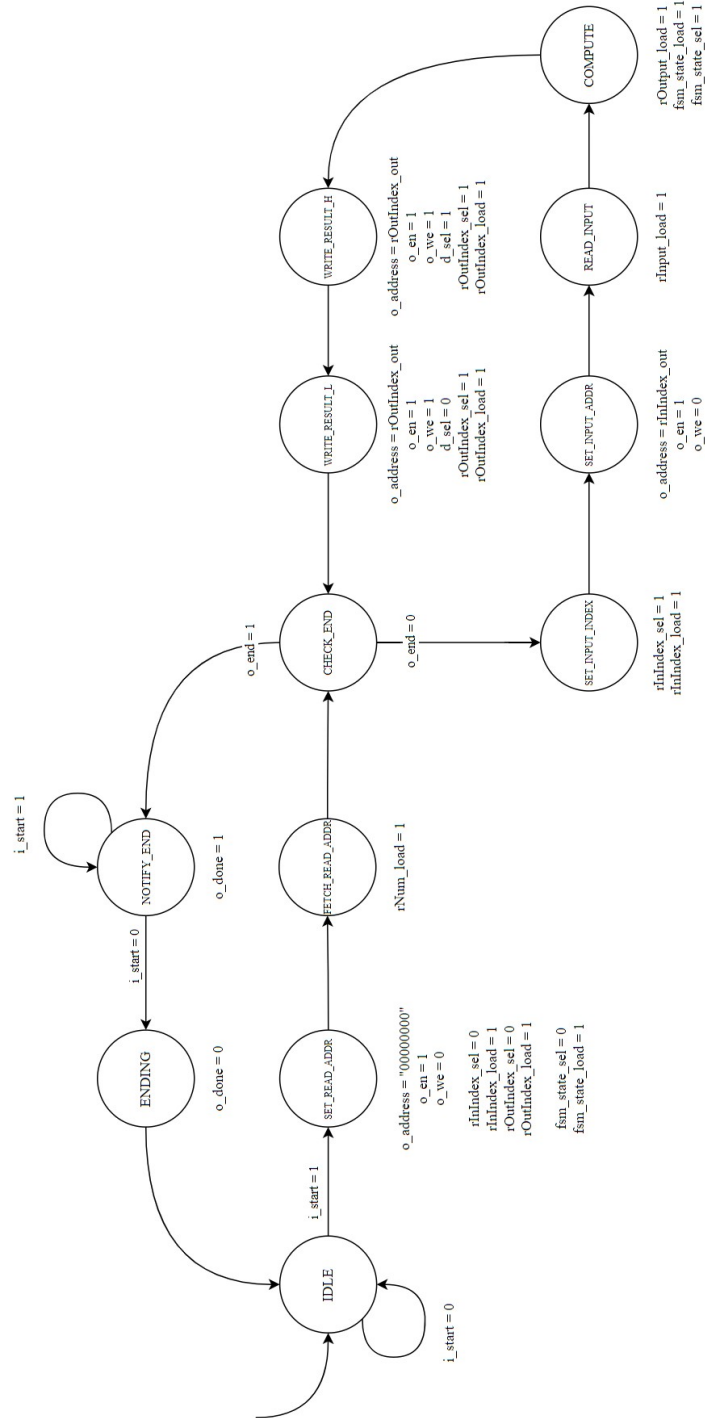 i_start = 1
NOTIFY_END
o_done = 1
i_start = 0
ENDING
o_done = 0
o_end = 1
IDLE
i_start = 0
i_start = 1
SET_READ_ADDR
o_address = "00000000"
o_en = 1
o_we = 0
rInIndex_sel = 0
rInIndex_load = 1
rOutIndex_sel = 0
rOutIndex_load = 1
fsm_state_sel = 0
fsm_state_load = 1
FETCH_READ_ADDR
rNum_load = 1
CHECK_END
o_end = 0
WRITE_RESULT_L
o_address = rOutIndex_out
o_en = 1
o_we = 1
d_sel = 0
rOutIndex_sel = 1
rOutIndex_load = 1
WRITE_RESULT_H
o_address = rOutIndex_out
o_en = 1
o_we = 1
d_sel = 1
rOutIndex_sel = 1
rOutIndex_load = 1
SET_INPUT_INDEX
rInIndex_sel = 1
rInIndex_load = 1
SET_INPUT_ADDR
o_address = rInIndex_out
o_en = 1
o_we = 0
READ_INPUT
rInput_load = 1
COMPUTE
rOutput_load = 1
fsm_state_load = 1
fsm_state_sel = 1